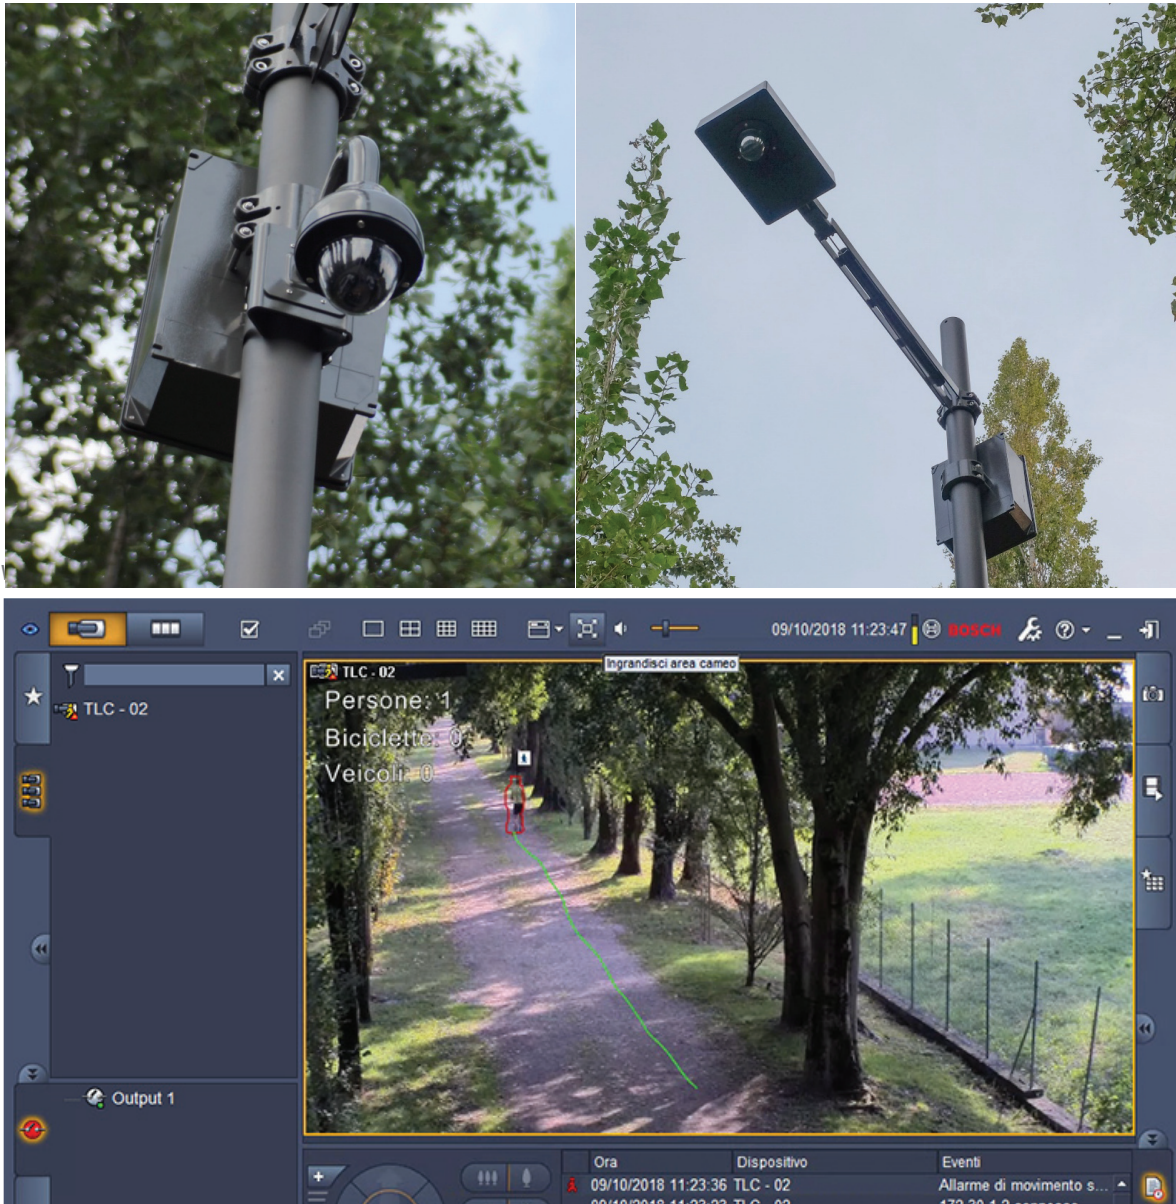 09/10/2018 11:23:47
BOSCH
Ingrandisci area cameo
TLC - 02
TLC - 02
Persone: 1
Biciclette: 0
Veicoli: 0
Output 1
Ora Dispositivo Eventi
09/10/2018 11:23:36 TLC - 02 Allarme di movimento s...